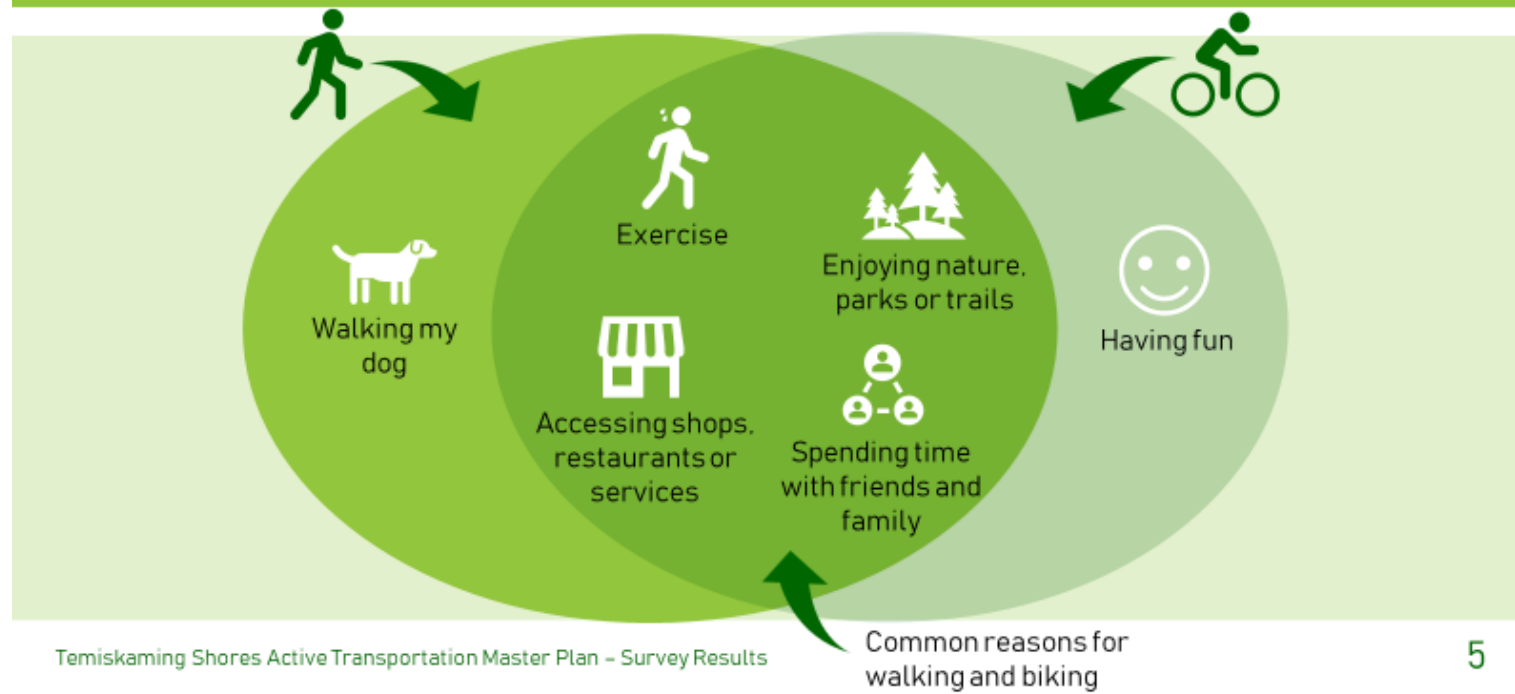 Exercise
Enjoying nature,
parks or trails
Walking my
dog
Having fun
Accessing shops,
restaurants or
services
Spending time
with friends and
family
Common reasons for
walking and biking
Temiskaming Shores Active Transportation Master Plan – Survey Results
5